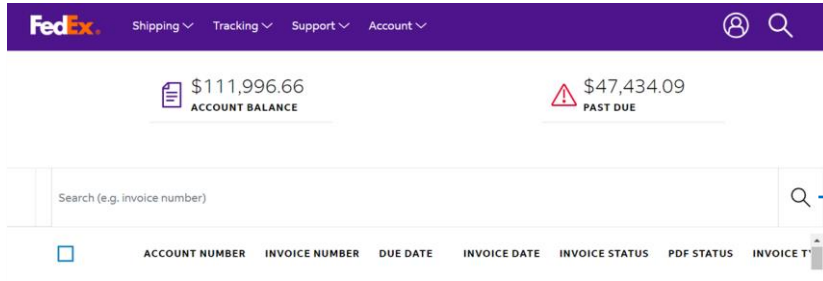 FedEx. Shipping Tracking Support Account
$111,996.66 $47,434.09
ACCOUNT BALANCE PAST DUE
Search (e.g. invoice number)
ACCOUNT NUMBER INVOICE NUMBER DUE DATE INVOICE DATE INVOICE STATUS PDF STATUS INVOICE